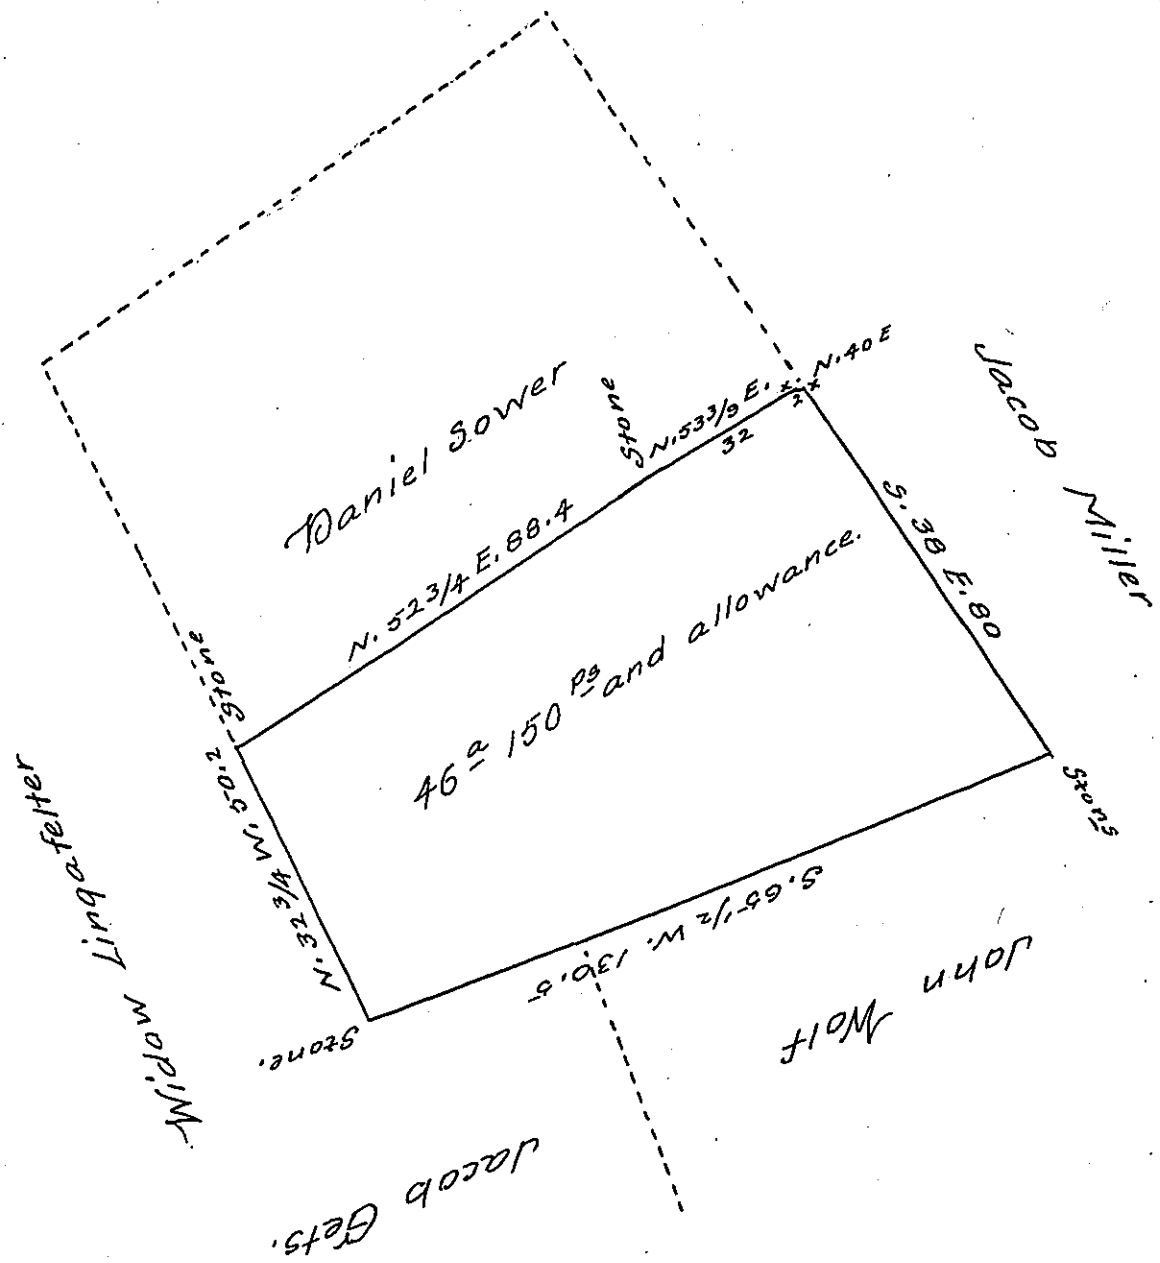 Daniel Sower
Stone
N. 53 3/9 E.
32
x. x
2
N. 40 E
Jacob Miller
N. 52 3/4 E. 88.4
S. 38 E. 80
46a 150 ps and allowance.
Stone
N. 32 3/4 W. 50.2
Widow Lingafelter
S. 65 1/2 W. 130.5
Stone.
John Wolf
Jacob Gets.